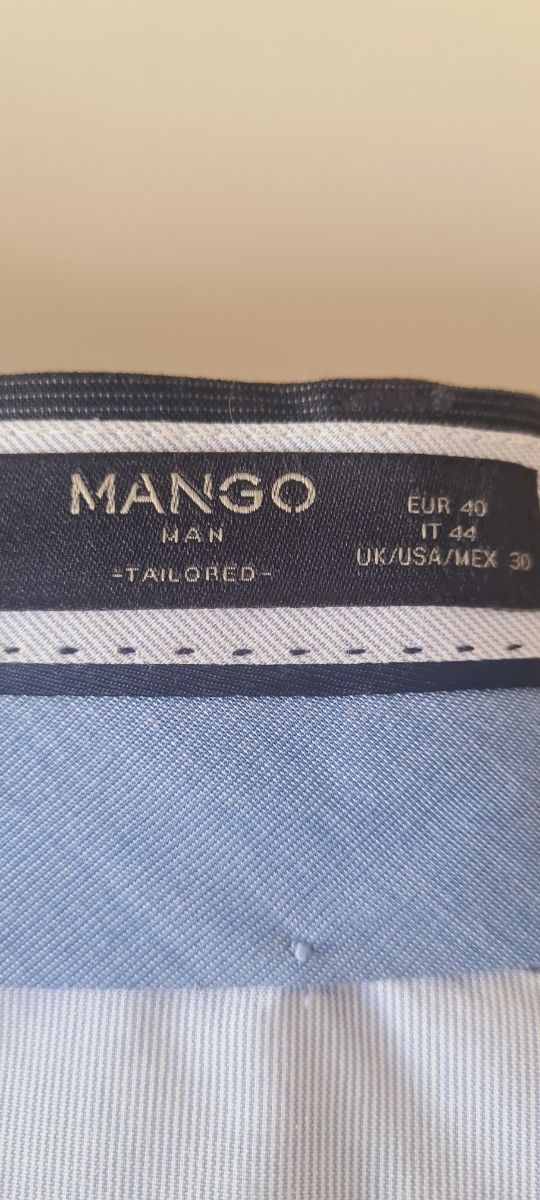 MANGO
MAN
-TAILORED-
EUR 40
IT 44
UK/USA/MEX 30